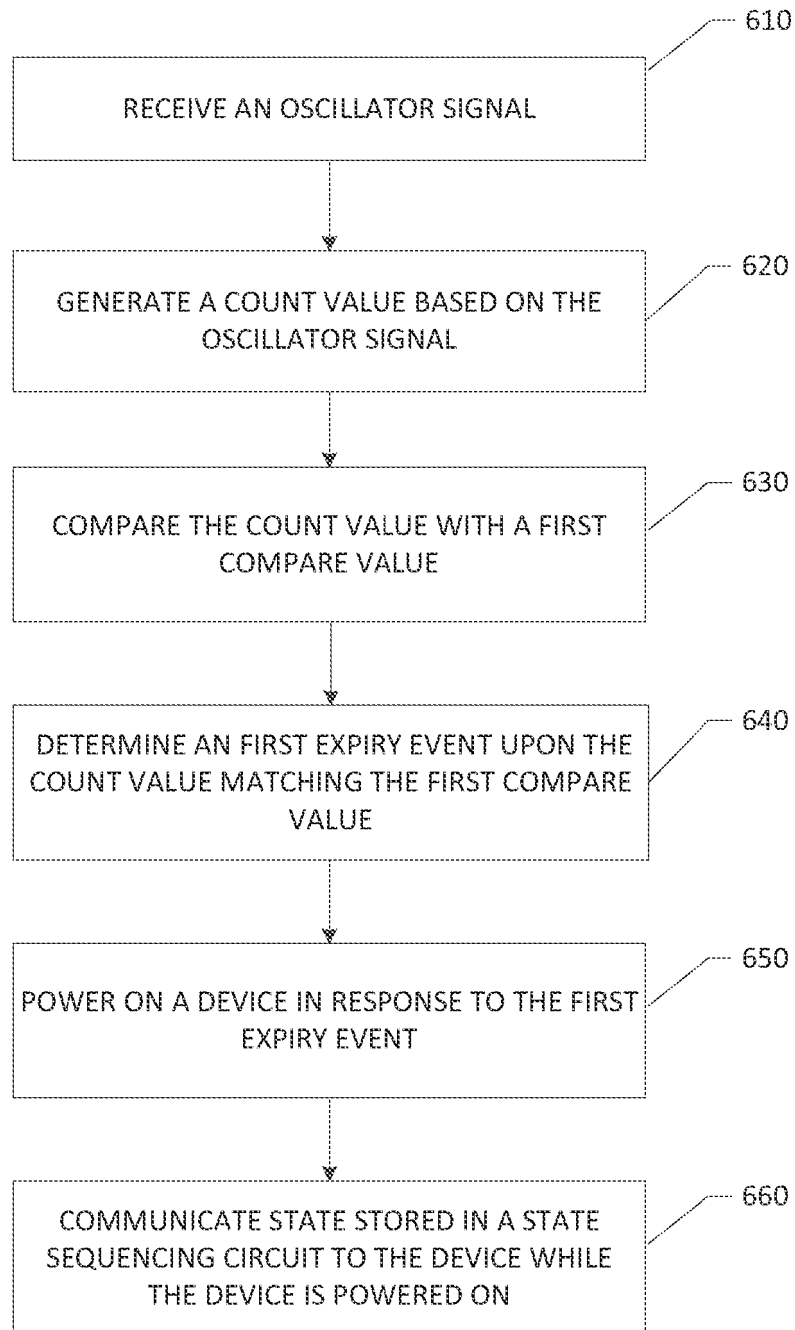 610
RECEIVE AN OSCILLATOR SIGNAL
620
GENERATE A COUNT VALUE BASED ON THE
OSCILLATOR SIGNAL
630
COMPARE THE COUNT VALUE WITH A FIRST
COMPARE VALUE
640
DETERMINE AN FIRST EXPIRY EVENT UPON THE
COUNT VALUE MATCHING THE FIRST COMPARE
VALUE
650
POWER ON A DEVICE IN RESPONSE TO THE FIRST
EXPIRY EVENT
660
COMMUNICATE STATE STORED IN A STATE
SEQUENCING CIRCUIT TO THE DEVICE WHILE
THE DEVICE IS POWERED ON